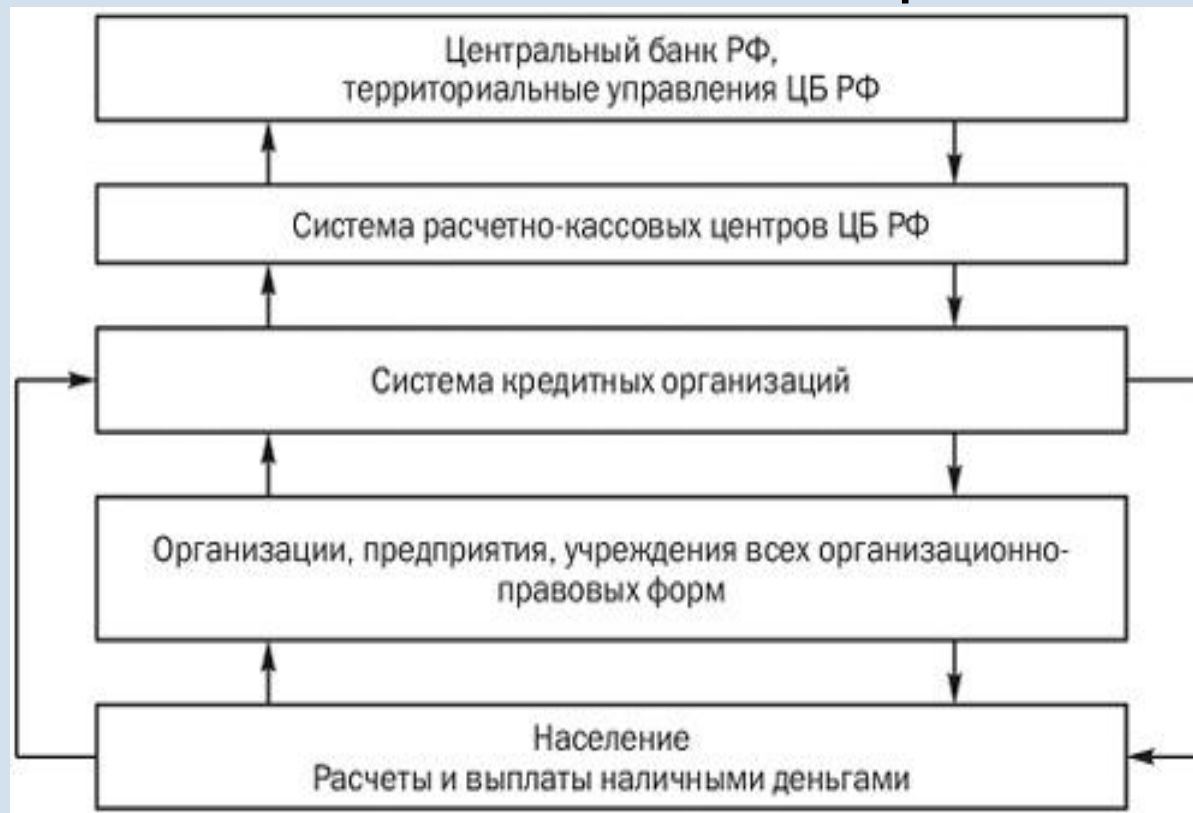 Центральный банк РФ,
территориальные управления ЦБ РФ
Система расчетно-кассовых центров ЦБ РФ
Система кредитных организаций
Организации, предприятия, учреждения всех организационно-
правовых форм
Население
Расчеты и выплаты наличными деньгами